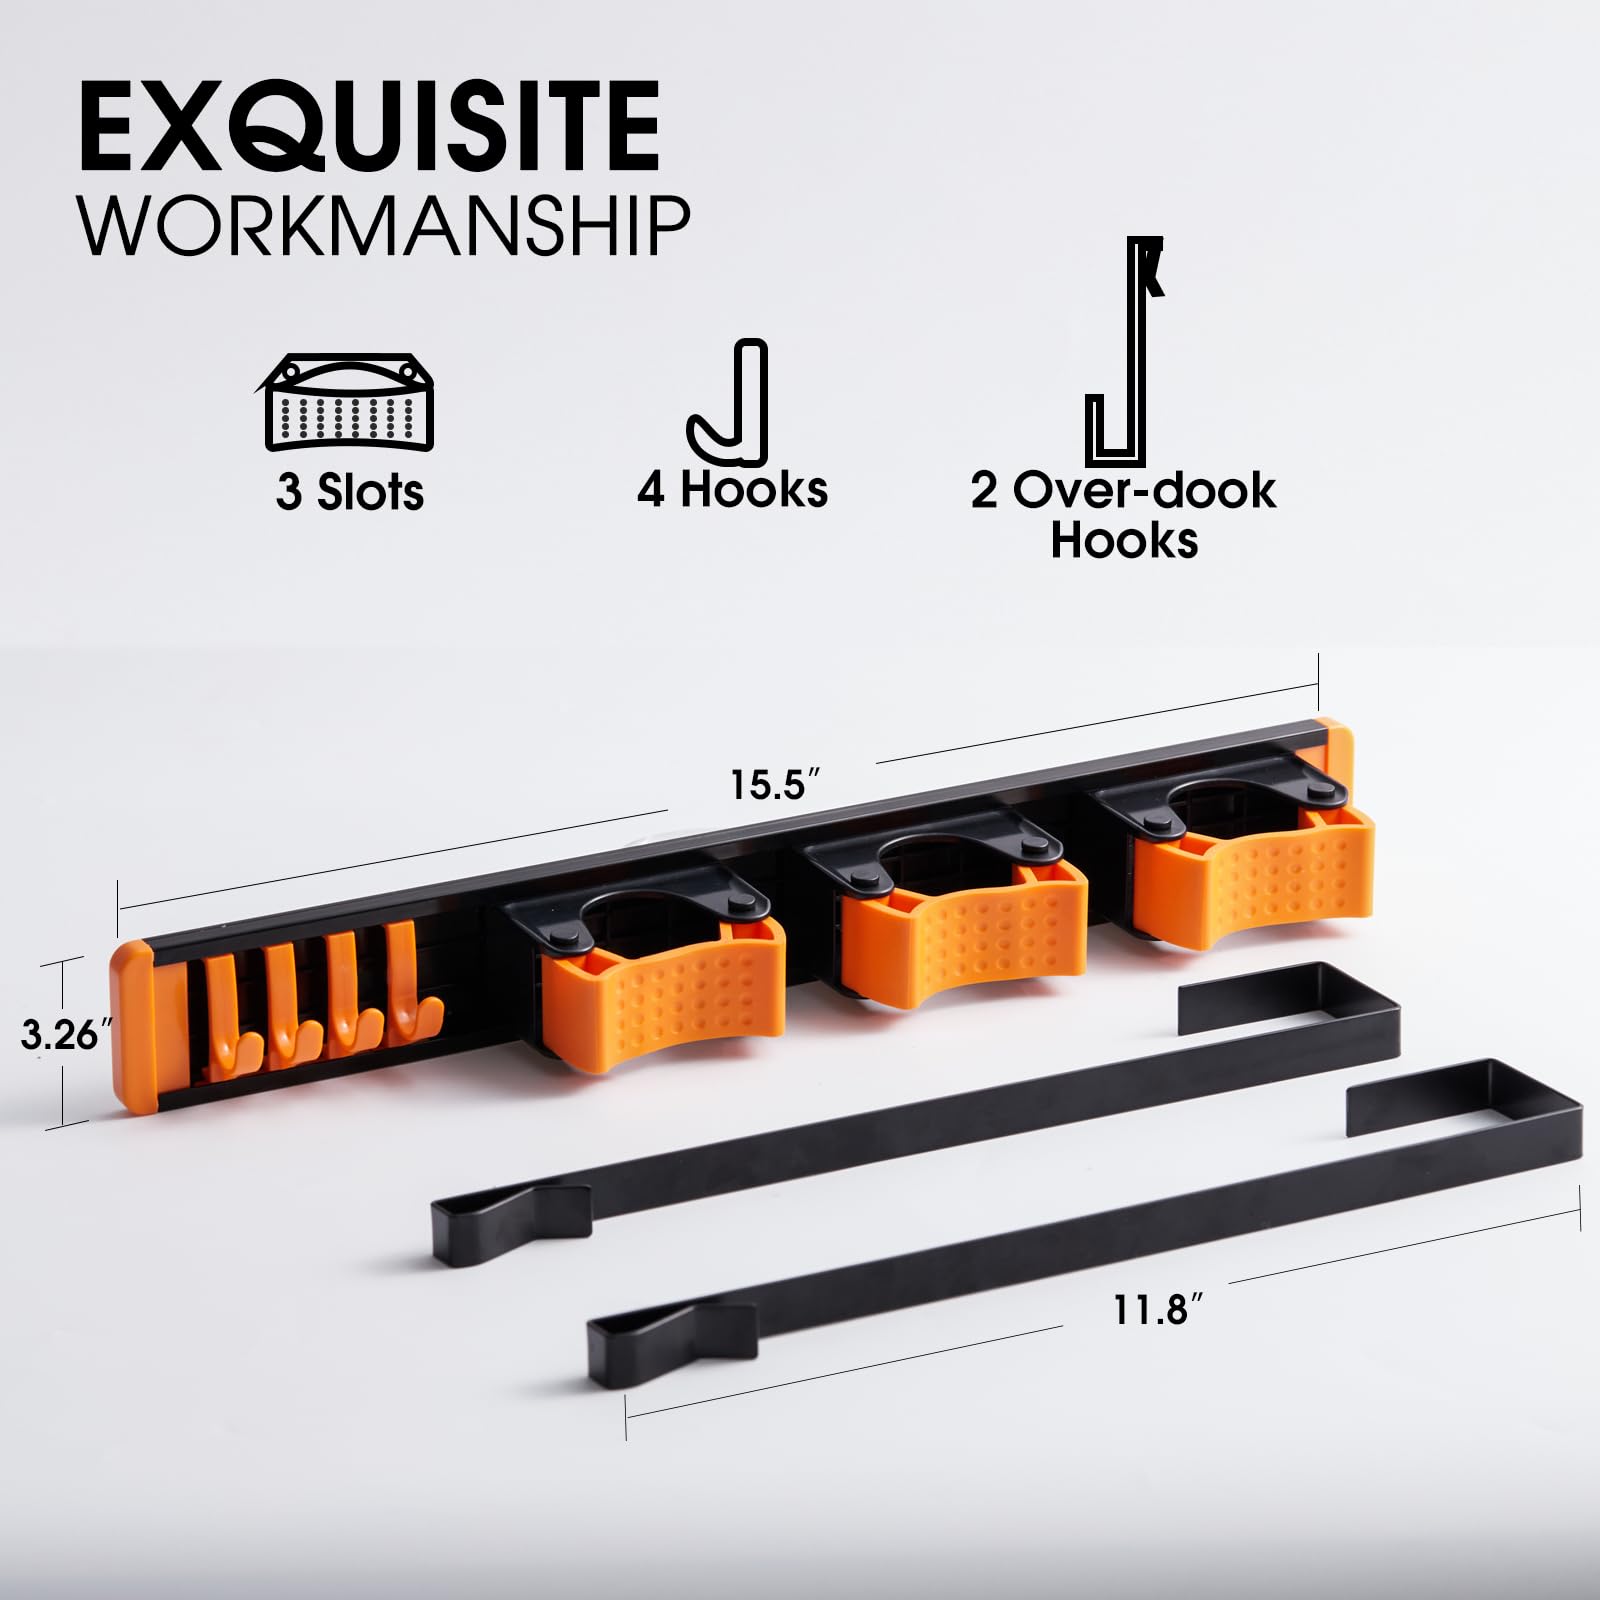 EXQUISITE
WORKMANSHIP
3 Slots
4 Hooks
2 Over-dook
Hooks
15.5″
3.26″
11.8″